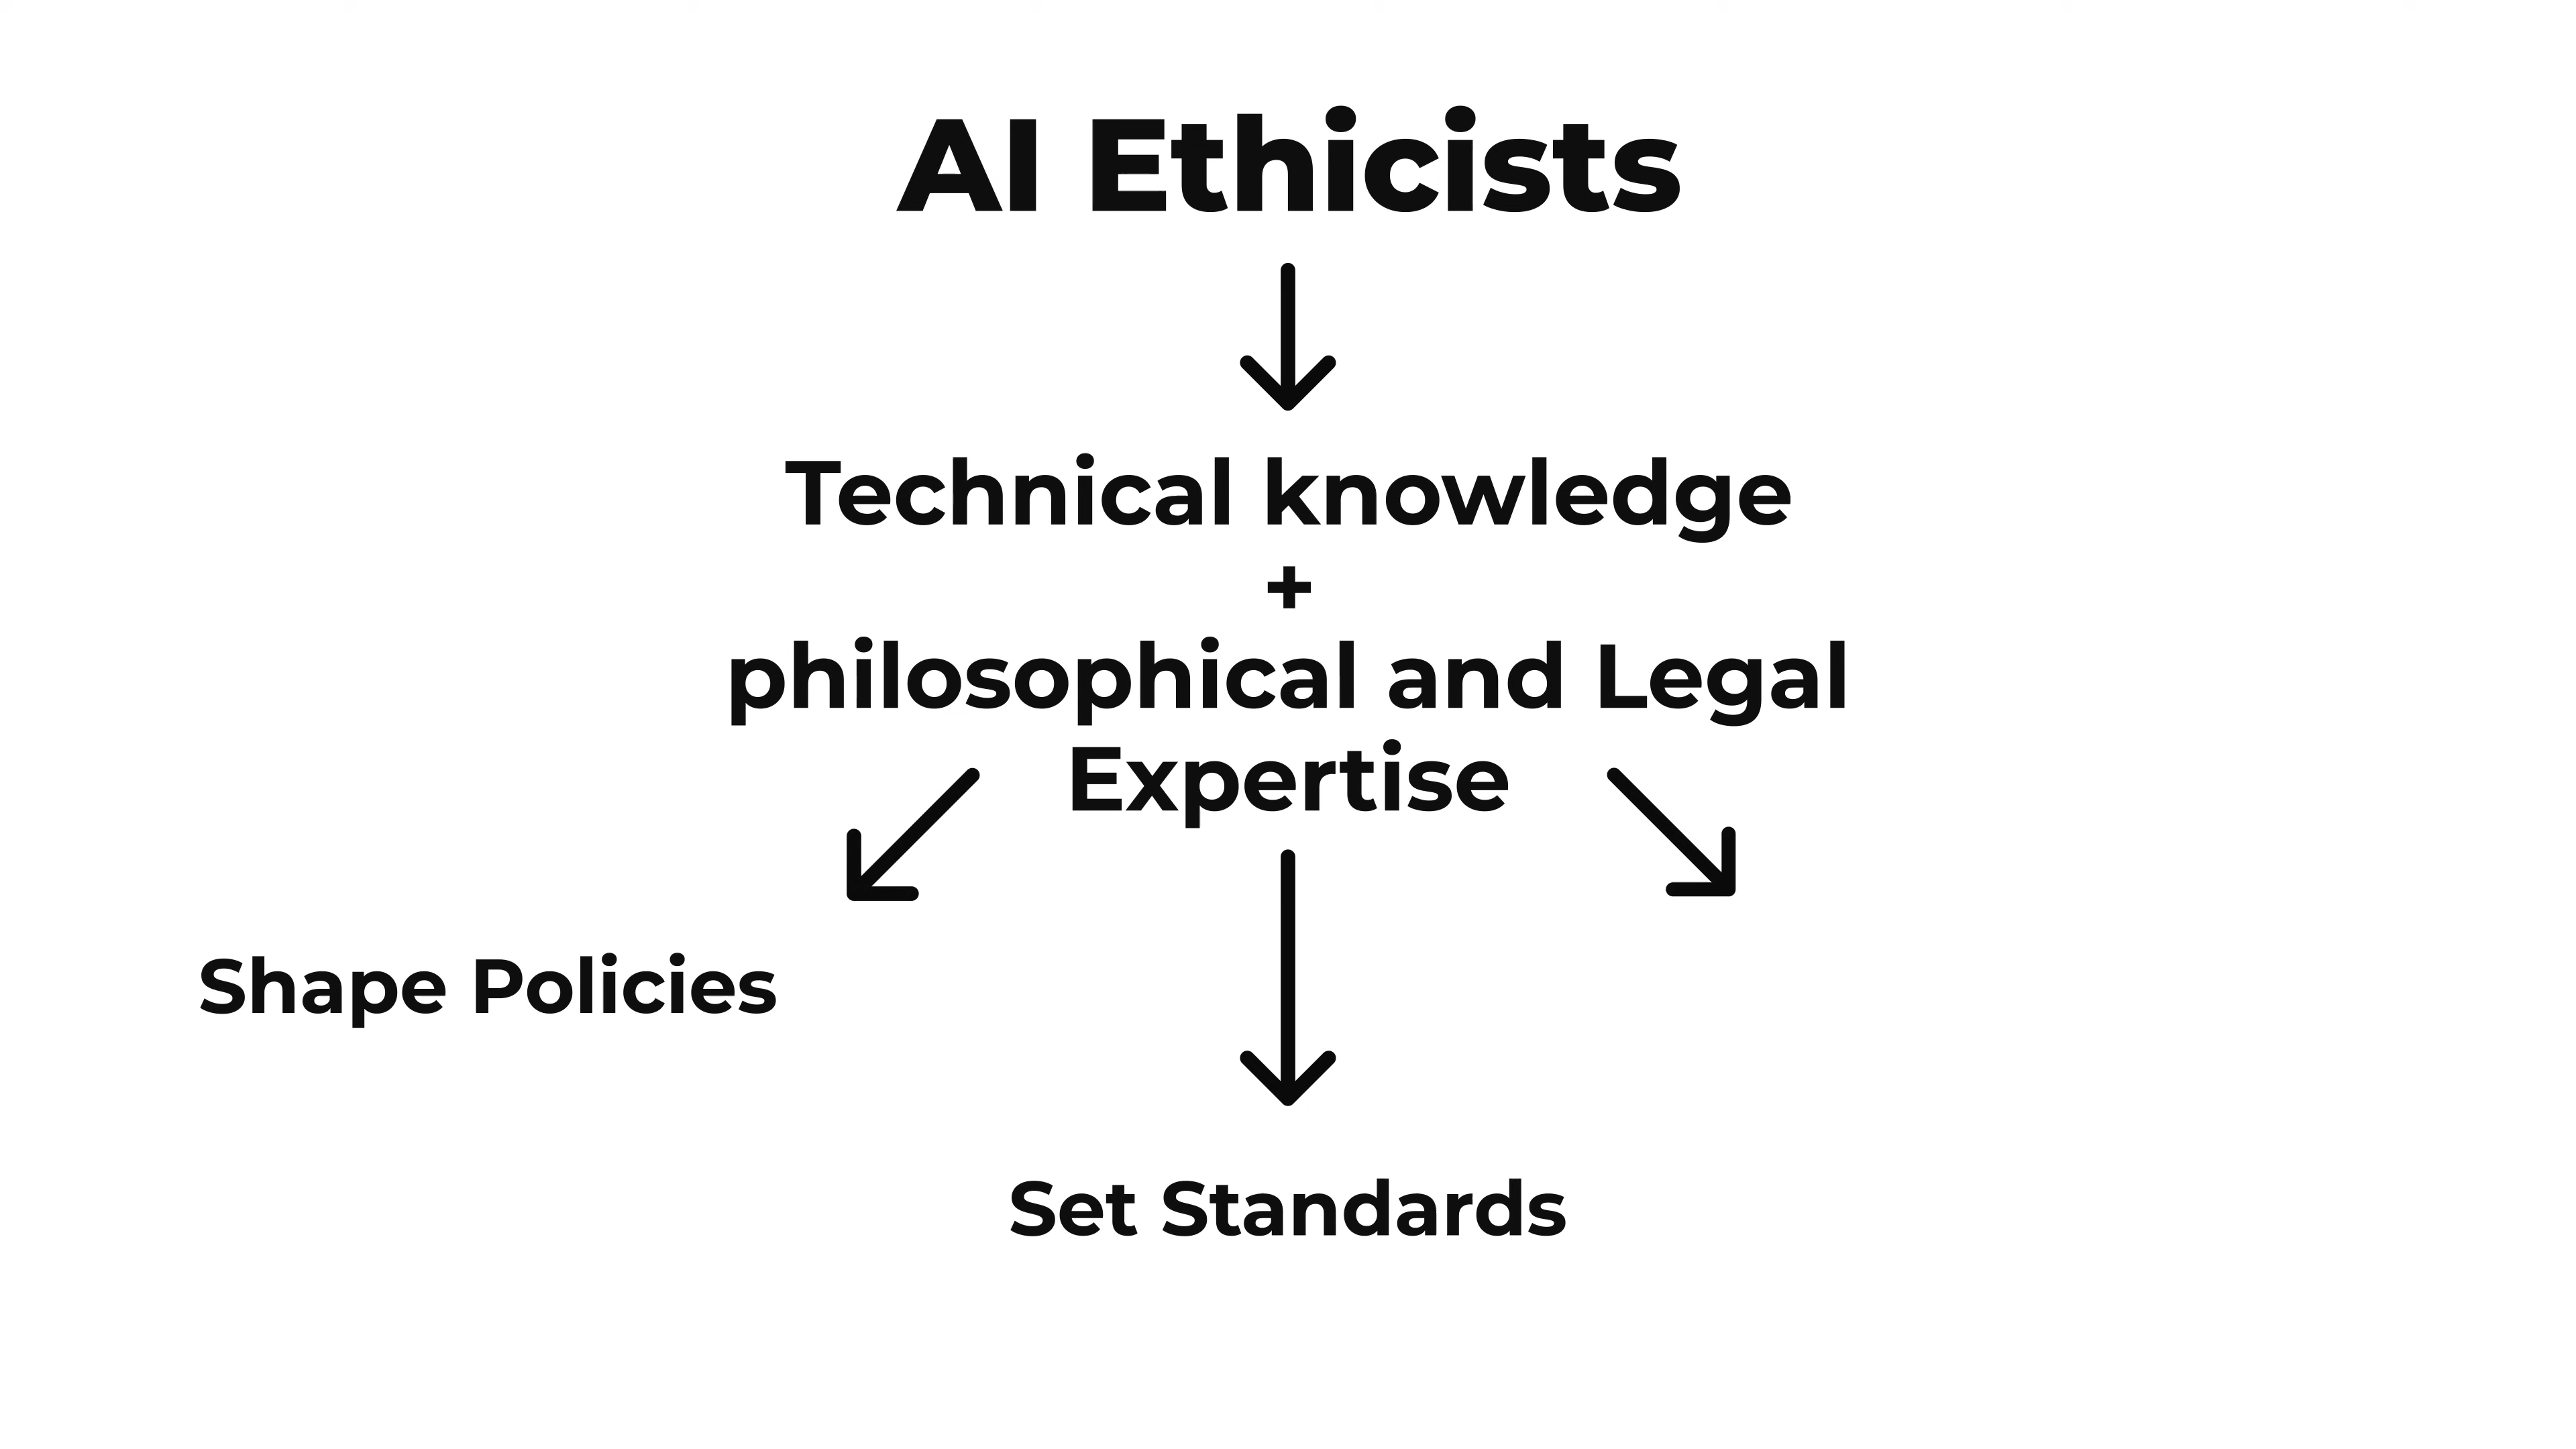 AI Ethicists
Technical knowledge
+
philosophical and Legal
Expertise
Shape Policies
Set Standards